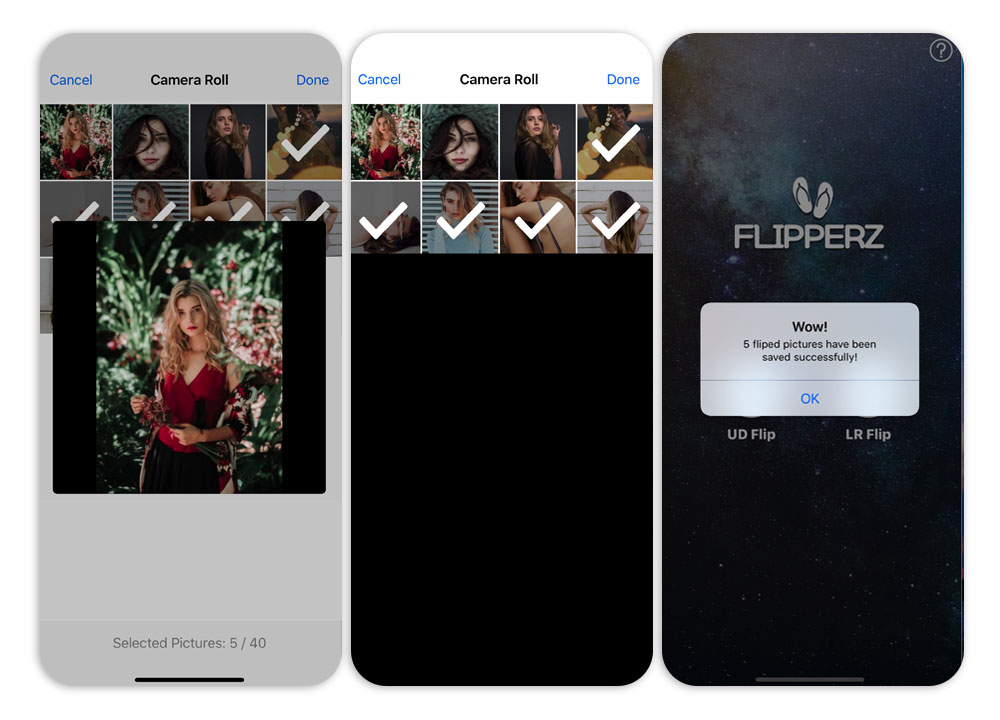 Cancel Camera Roll Done
Selected Pictures: 5 / 40
Cancel Camera Roll Done
?
FLIPPERZ
Wow!
5 fliped pictures have been
saved successfully!
OK
UD Flip LR Flip